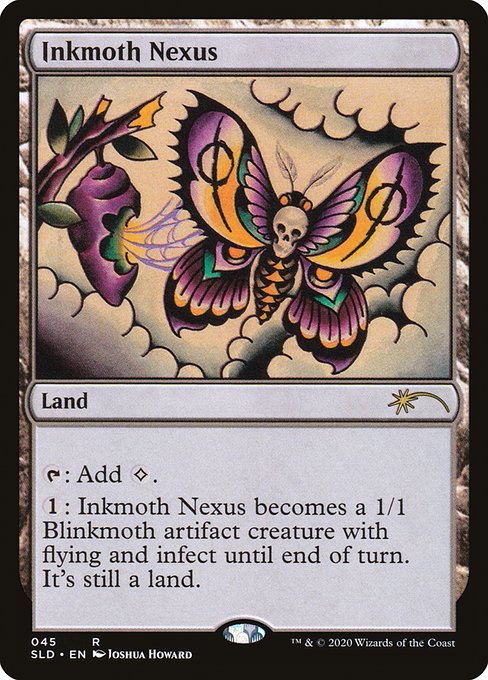 Inkmoth Nexus
Land
: Add .
1 : Inkmoth Nexus becomes a 1/1
Blinkmoth artifact creature with
flying and infect until end of turn.
It's still a land.
045 R
™ & © 2020 Wizards of the Coast
SLD • EN Joshua Howard